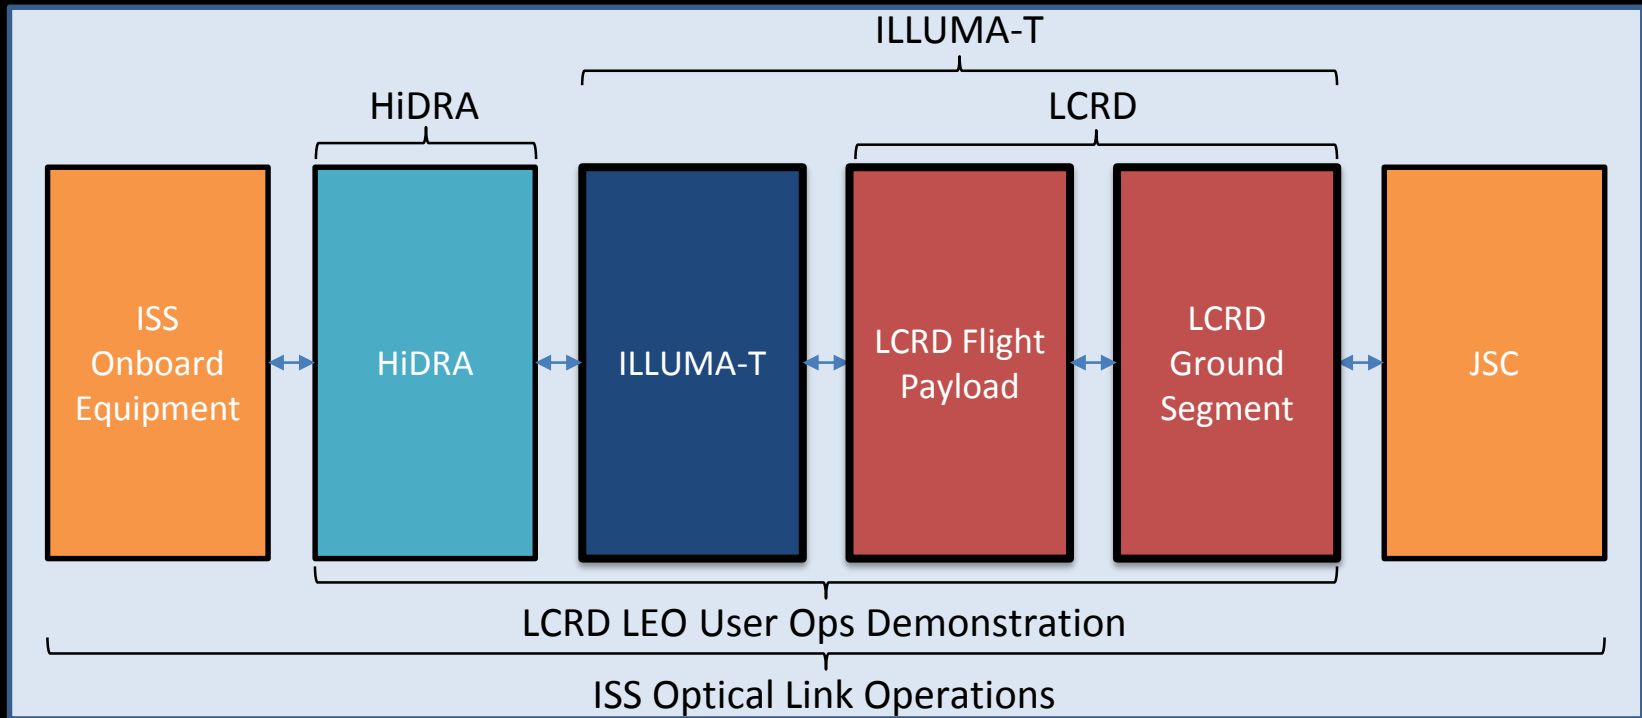 ILLUMA-T
HiDRA
LCRD
ISS
Onboard
Equipment
HiDRA
ILLUMA-T
LCRD Flight
Payload
LCRD
Ground
Segment
JSC
LCRD LEO User Ops Demonstration
ISS Optical Link Operations